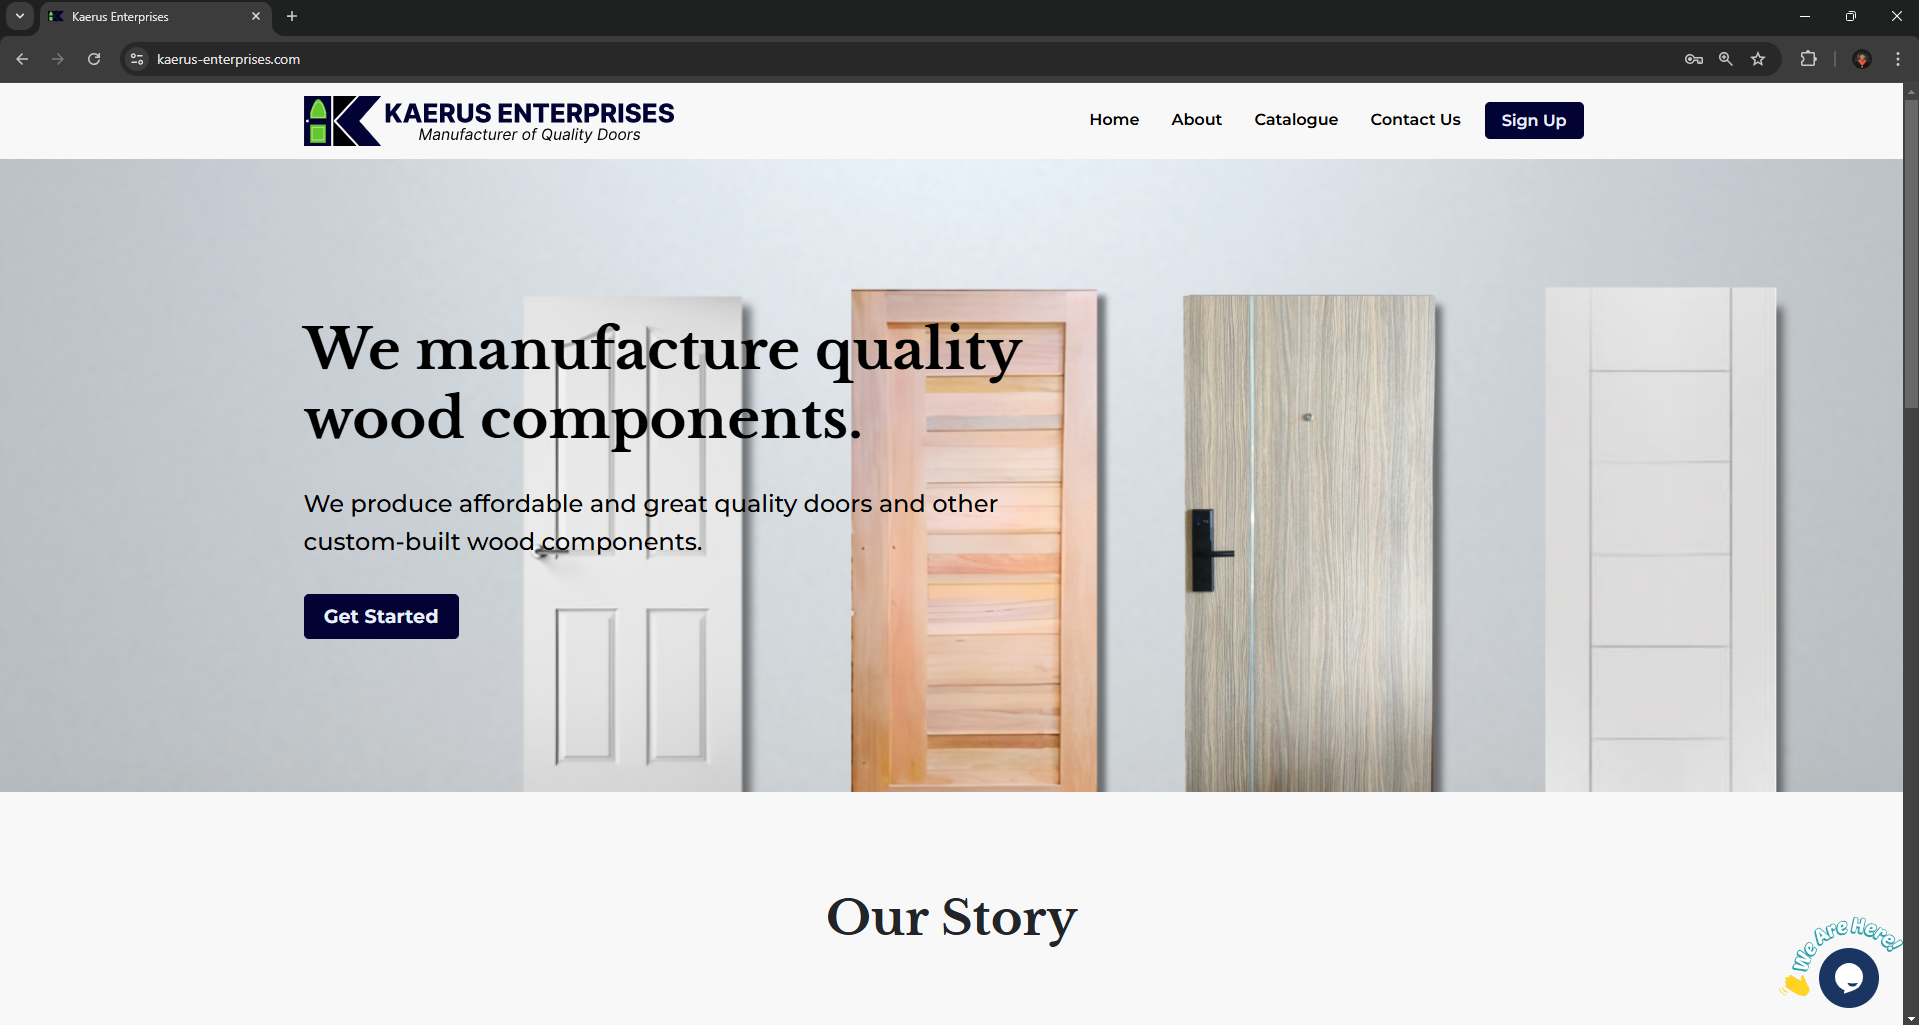 Kaerus Enterprises
kaerus-enterprises.com
KAERUS ENTERPRISES
Manufacturer of Quality Doors
Home About Catalogue Contact Us Sign Up
We manufacture quality
wood components.
We produce affordable and great quality doors and other
custom-built wood components.
Get Started
Our Story
We Are Here!